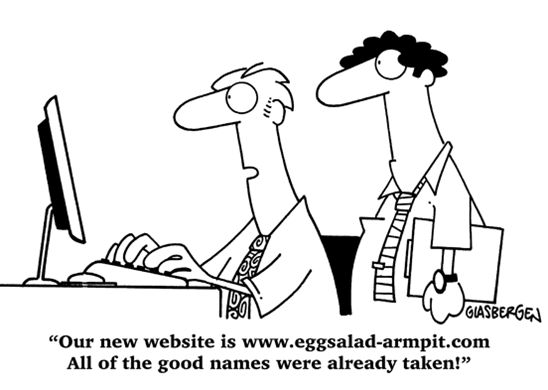 GLASBERGEN
“Our new website is www.eggsalad-armpit.com
All of the good names were already taken!”